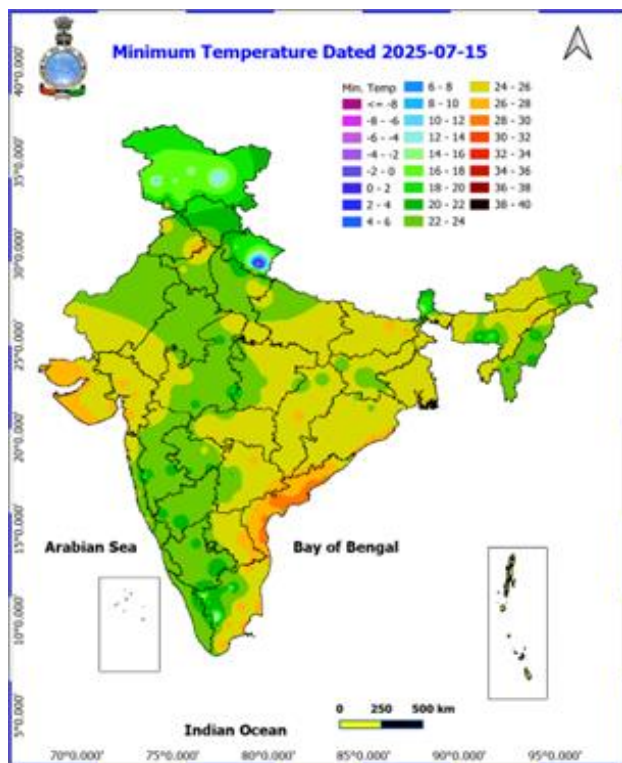 Minimum Temperature Dated 2025-07-15
Min. Temp
<= -8
-8 - -6
-6 - -4
-4 - -2
-2 - 0
0 - 2
2 - 4
4 - 6
6 - 8
8 - 10
10 - 12
12 - 14
14 - 16
16 - 18
18 - 20
20 - 22
22 - 24
24 - 26
26 - 28
28 - 30
30 - 32
32 - 34
34 - 36
36 - 38
38 - 40
40°0.000'
35°0.000'
30°0.000'
25°0.000'
20°0.000'
15°0.000'
10°0.000'
5°0.000'
Arabian Sea
Bay of Bengal
Indian Ocean
0 250 500 km
70°0.000' 75°0.000' 80°0.000' 85°0.000' 90°0.000' 95°0.000'